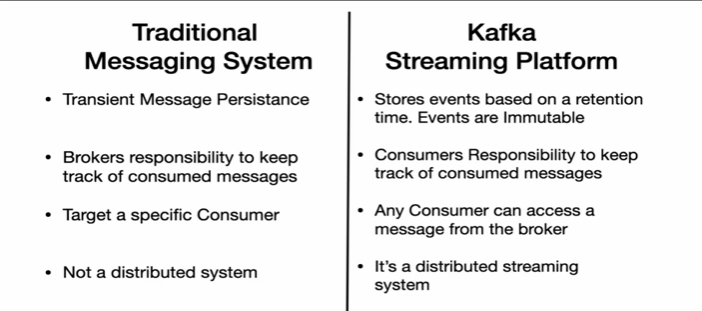 Traditional
Messaging System
• Transient Message Persistance
• Brokers responsibility to keep
track of consumed messages
• Target a specific Consumer
• Not a distributed system
Kafka
Streaming Platform
• Stores events based on a retention
time. Events are Immutable
• Consumers Responsibility to keep
track of consumed messages
• Any Consumer can access a
message from the broker
• It's a distributed streaming
system